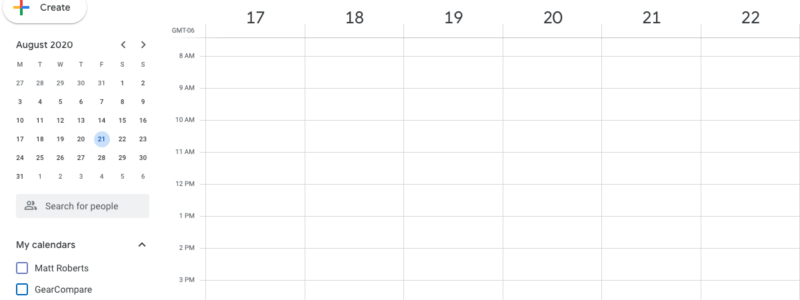 Create
17 18 19 20 21 22
GMT-06
August 2020
M T W T F S S
27 28 29 30 31 1 2
3 4 5 6 7 8 9
10 11 12 13 14 15 16
17 18 19 20 21 22 23
24 25 26 27 28 29 30
31 1 2 3 4 5 6
Search for people
My calendars
Matt Roberts
GearCompare
8 AM
9 AM
10 AM
11 AM
12 PM
1 PM
2 PM
3 PM